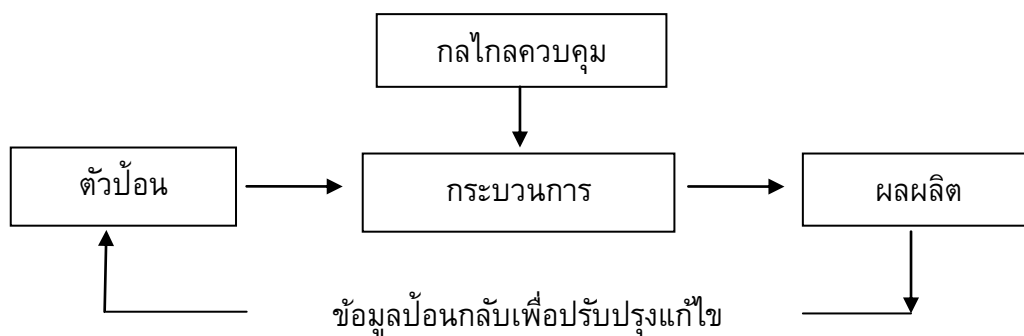 กลไกลควบคุม
ตัวป้อน
กระบวนการ
ผลผลิต
ข้อมูลป้อนกลับเพื่อปรับปรุงแก้ไข